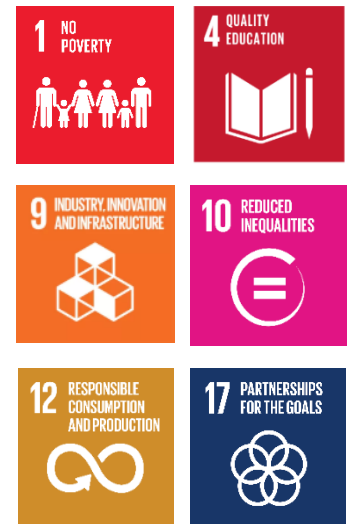 1 NO
POVERTY
4 QUALITY
EDUCATION
9 INDUSTRY, INNOVATION
AND INFRASTRUCTURE
10 REDUCED
INEQUALITIES
12 RESPONSIBLE
CONSUMPTION
AND PRODUCTION
17 PARTNERSHIPS
FOR THE GOALS